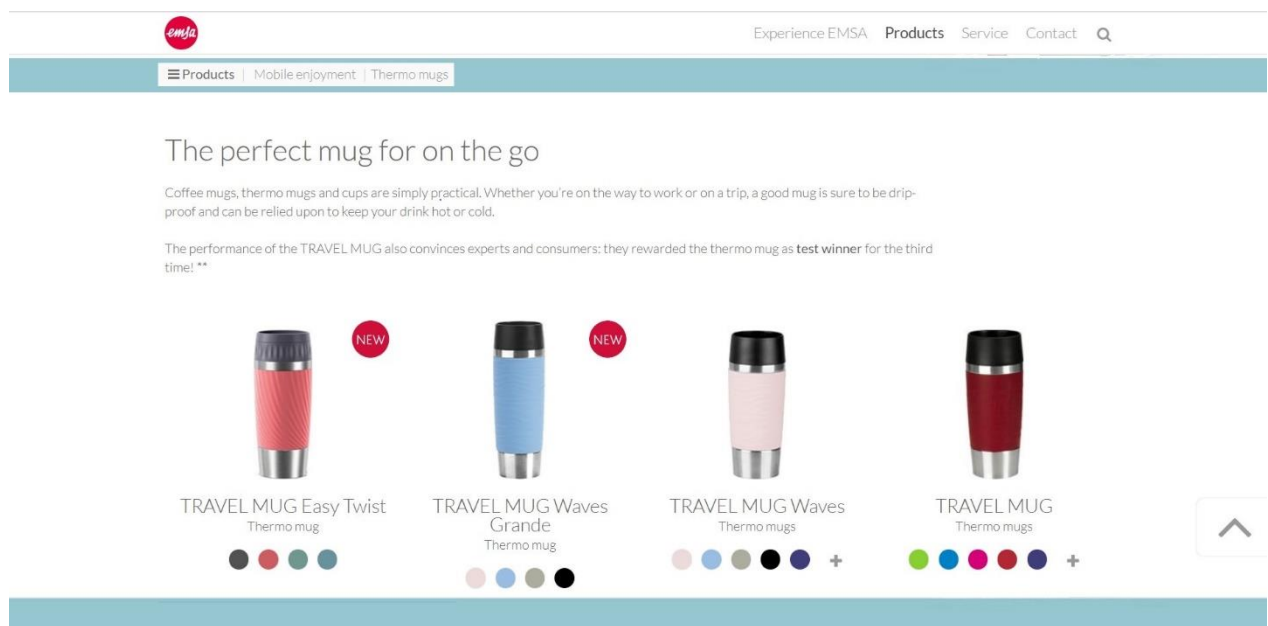 emsa
Experience EMSA Products Service Contact
Products | Mobile enjoyment | Thermo mugs
The perfect mug for on the go
Coffee mugs, thermo mugs and cups are simply practical. Whether you're on the way to work or on a trip, a good mug is sure to be drip-
proof and can be relied upon to keep your drink hot or cold.
The performance of the TRAVEL MUG also convinces experts and consumers: they rewarded the thermo mug as test winner for the third
time! **
NEW
NEW
TRAVEL MUG Easy Twist
Thermo mug
TRAVEL MUG Waves
Grande
Thermo mug
TRAVEL MUG Waves
Thermo mugs
+
TRAVEL MUG
Thermo mugs
+